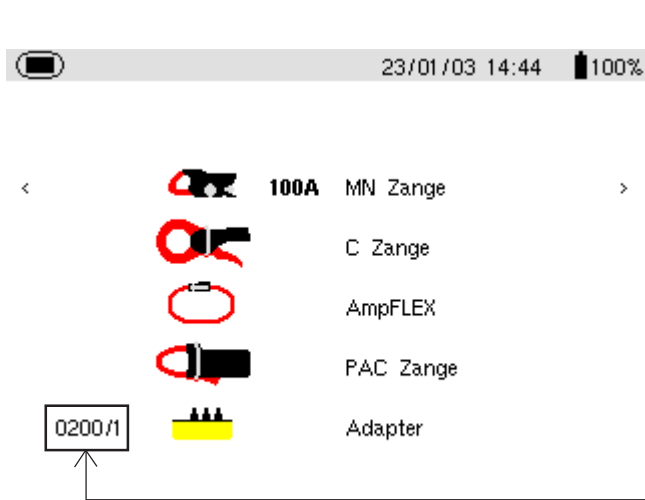 23/01/03 14:44 100%
< 100A MN Zange >
C Zange
AmpFLEX
PAC Zange
0200/1 Adapter